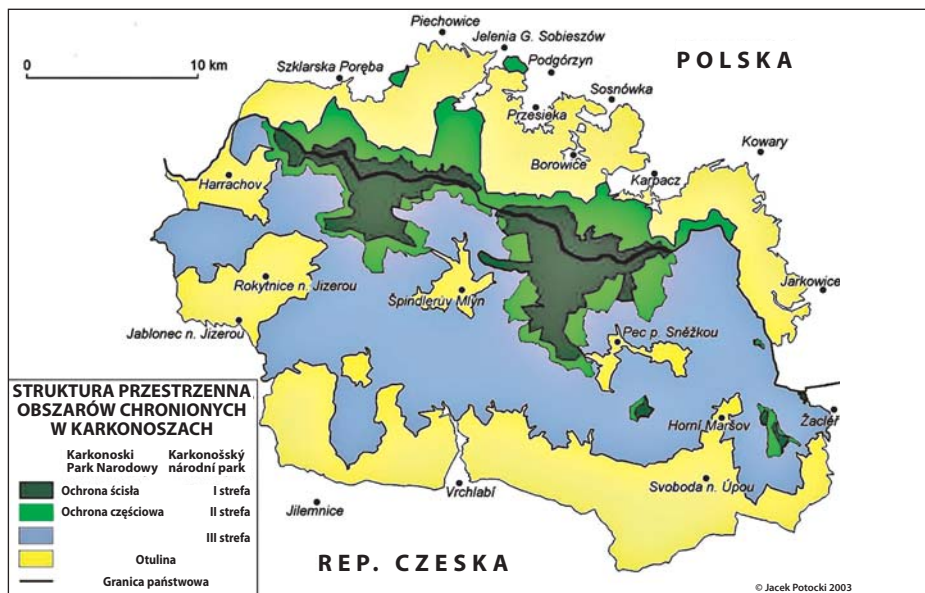 Piechowice
Jelenia G. Sobieszów
POLSKA
Podgórzyn
0
10 km
Szklarska Poręba
Sosnówka
Przesieka
Kowary
Borowice
Karpacz
Harrachov
Jarkowice
Rokytnice n. Jizerou
Špindlerúv Mlýn
Jablonec n. Jizerou
Pec p. Sněžkou
STRUKTURA PRZESTRZENNA
OBSZARÓW CHRONIONYCH
W KARKONOSZACH
Karkonoski
Park Narodowy
Karkonošský
národní park
Ochrona ścisła
I strefa
Ochrona częściowa
II strefa
III strefa
Otulina
Granica państwowa
Horní Maršov
Žacléř
Svoboda n. Úpou
Vrchlabí
Jilemnice
REP. CZESKA
© Jacek Potocki 2003